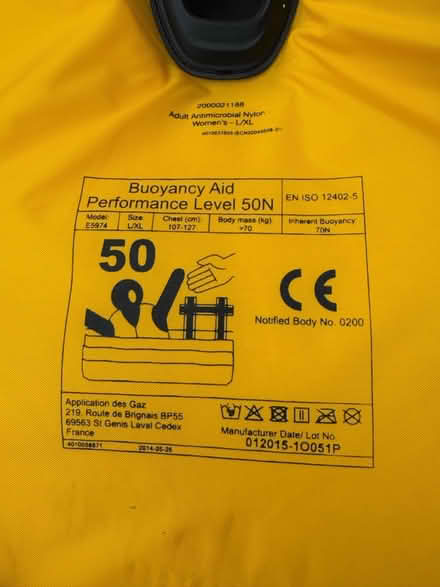 2000021188
Adult Antimicrobial Nylon
Women's - L/XL
Buoyancy Aid
Performance Level 50N
EN ISO 12402-5
Model: Size: Chest (cm): Body mass (kg): Inherent Buoyancy:
E5974 L/XL 107-127 >70 70N
50
CE
Notified Body No. 0200
Application des Gaz
219, Route de Brignais BP55
69563 St Genis Laval Cedex
France
Manufacturer Date/ Lot No.
012015-1O051P
4010058871 2014-05-26